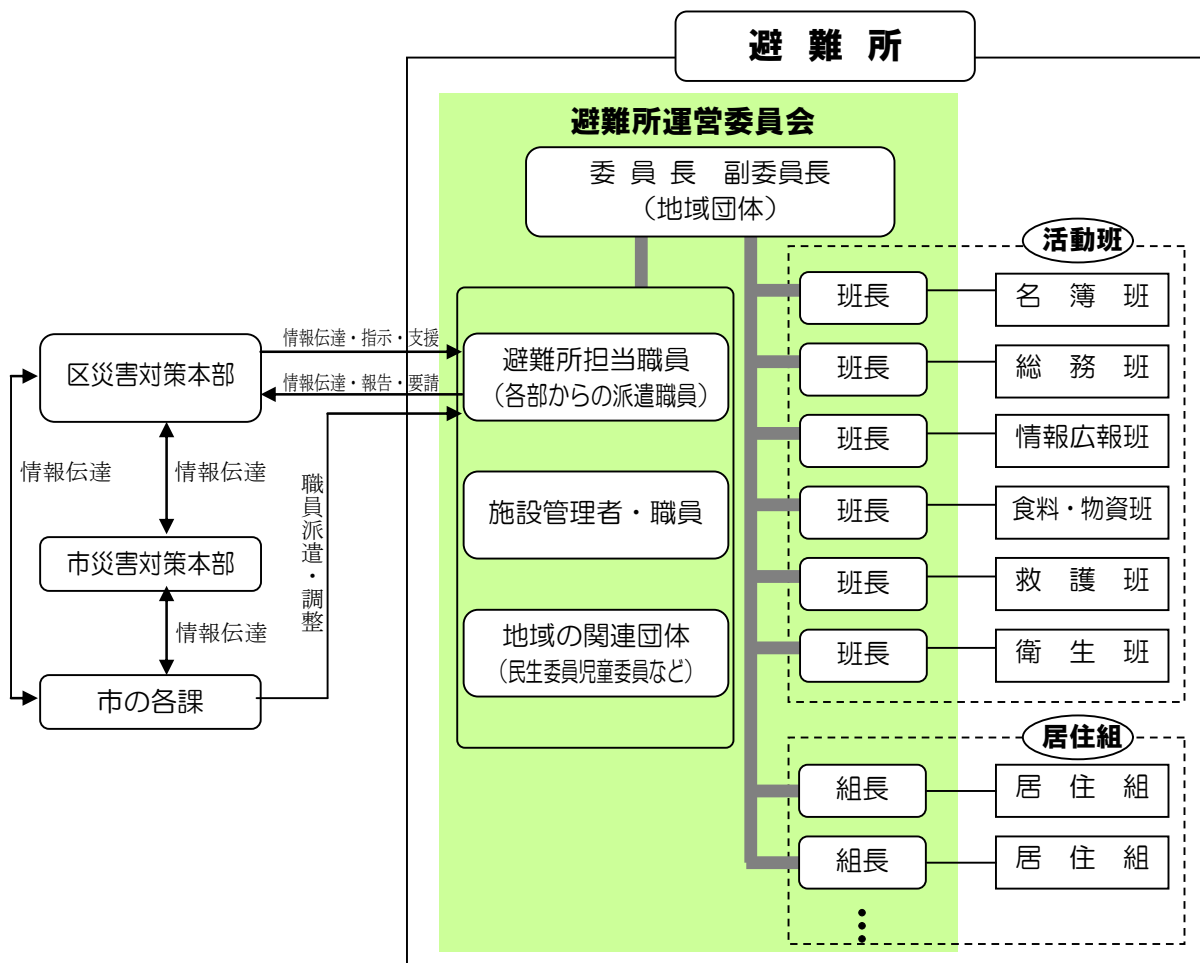 避 難 所
避難所運営委員会
委 員 長　副委員長
（地域団体）
活動班
班長
名 簿 班
班長
総 務 班
班長
情報広報班
班長
食料・物資班
班長
救 護 班
班長
衛 生 班
居住組
組長
居 住 組
組長
居 住 組
避難所担当職員
（各部からの派遣職員）
施設管理者・職員
地域の関連団体
（民生委員児童委員など）
情報伝達・指示・支援
情報伝達・報告・要請
区災害対策本部
情報伝達
情報伝達
職員派遣・調整
市災害対策本部
情報伝達
市の各課